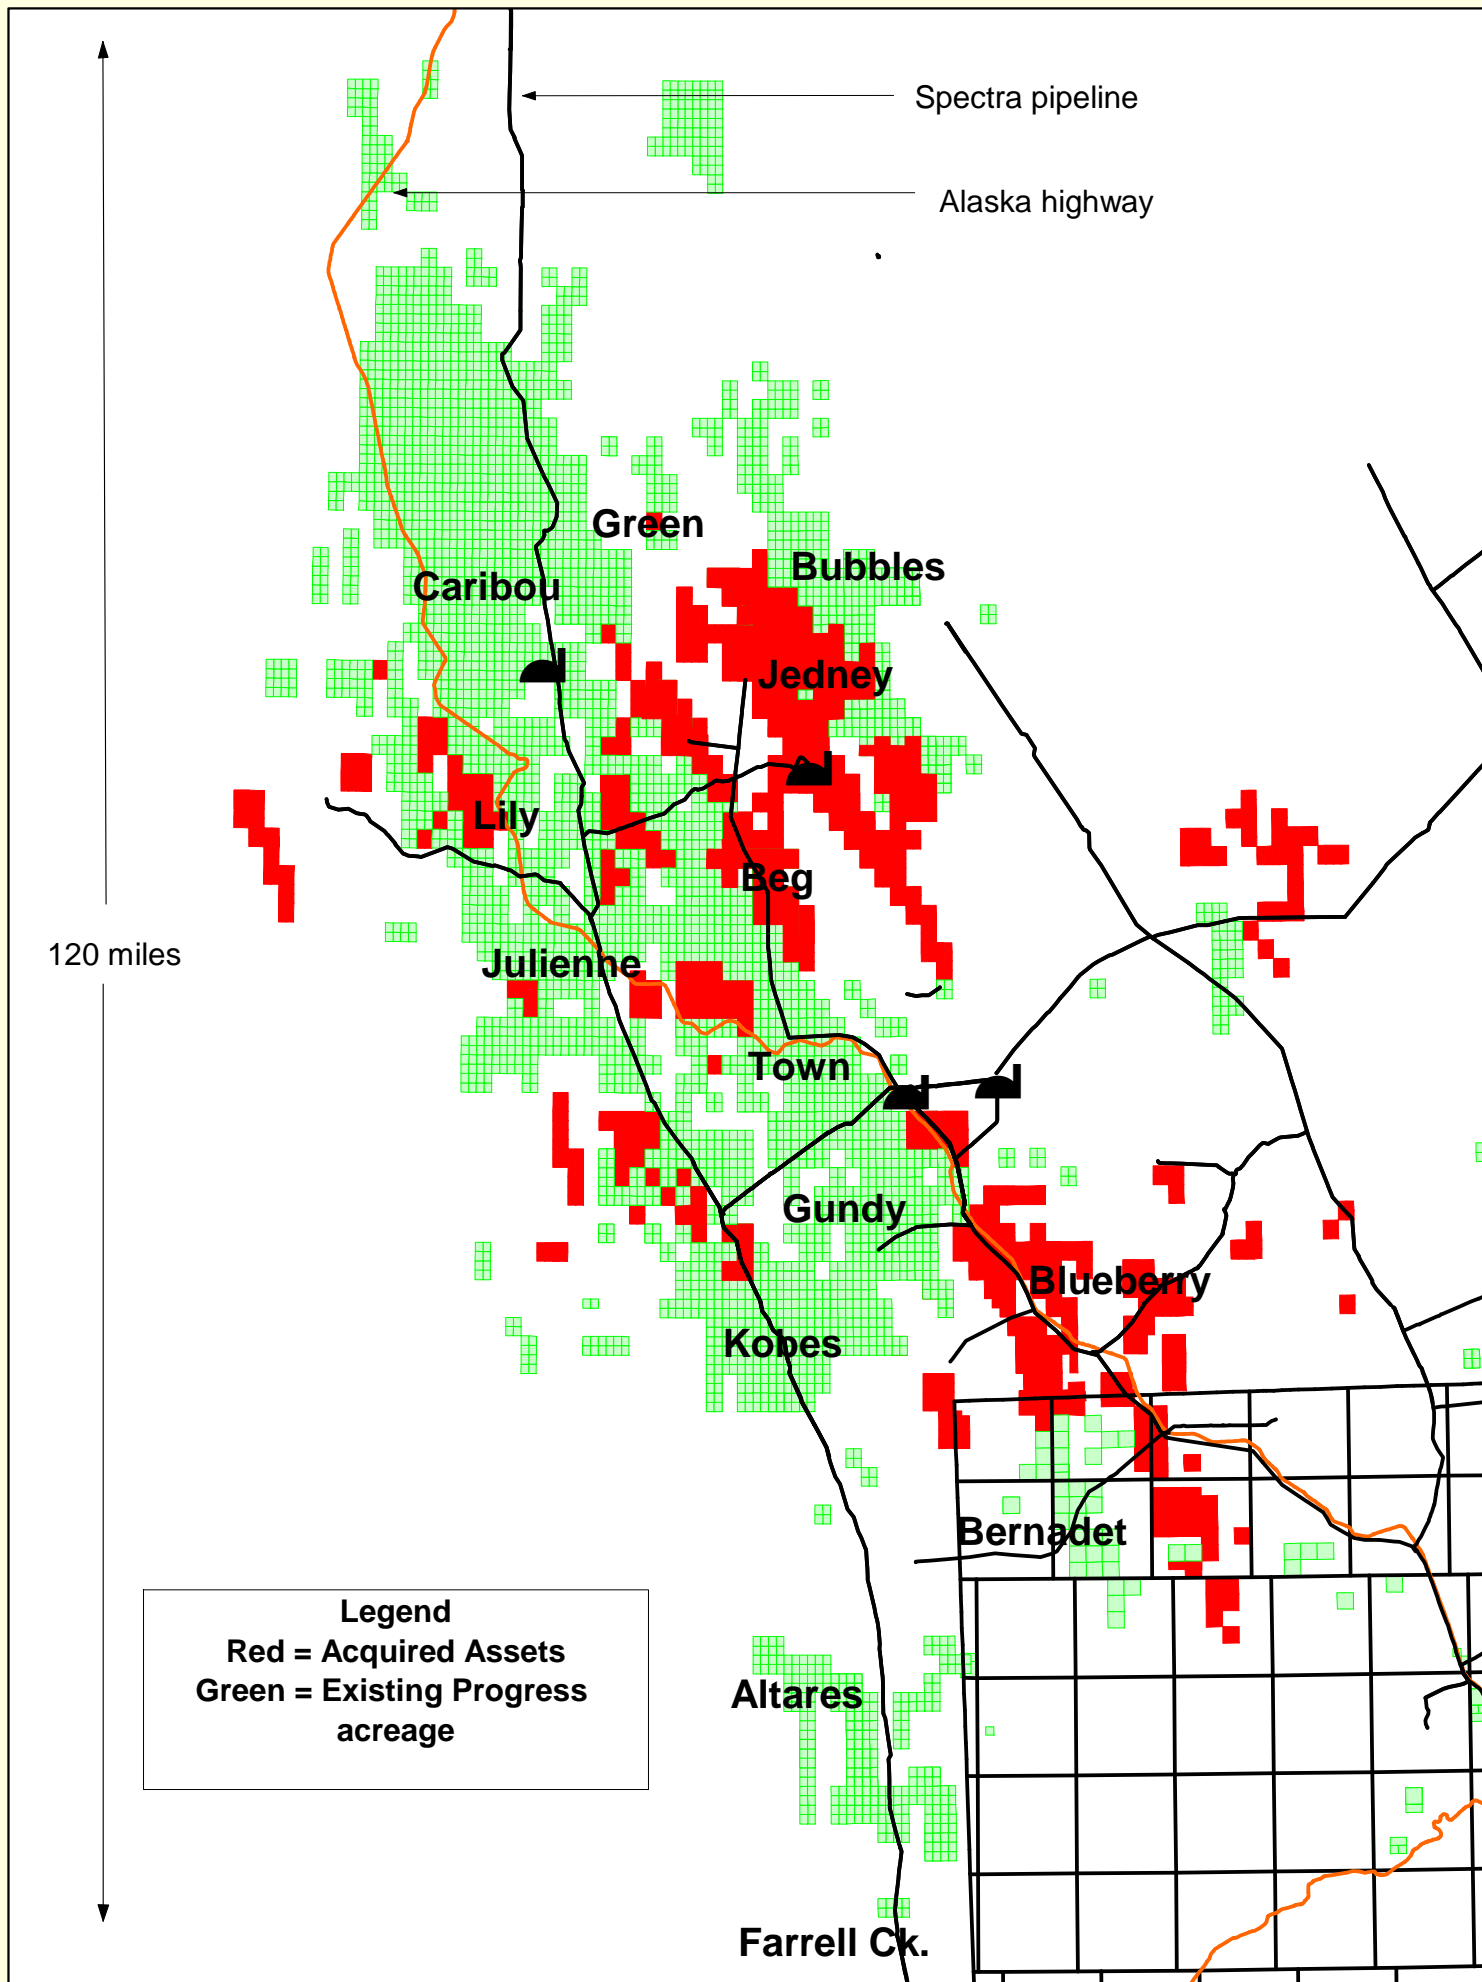 Spectra pipeline
Alaska highway
Green
Bubbles
Caribou
Jedney
Lily
Beg
120 miles
Julienne
Town
Gundy
Blueberry
Kobes
Bernadet
Legend
Red = Acquired Assets
Green = Existing Progress
acreage
Altares
Farrell Ck.